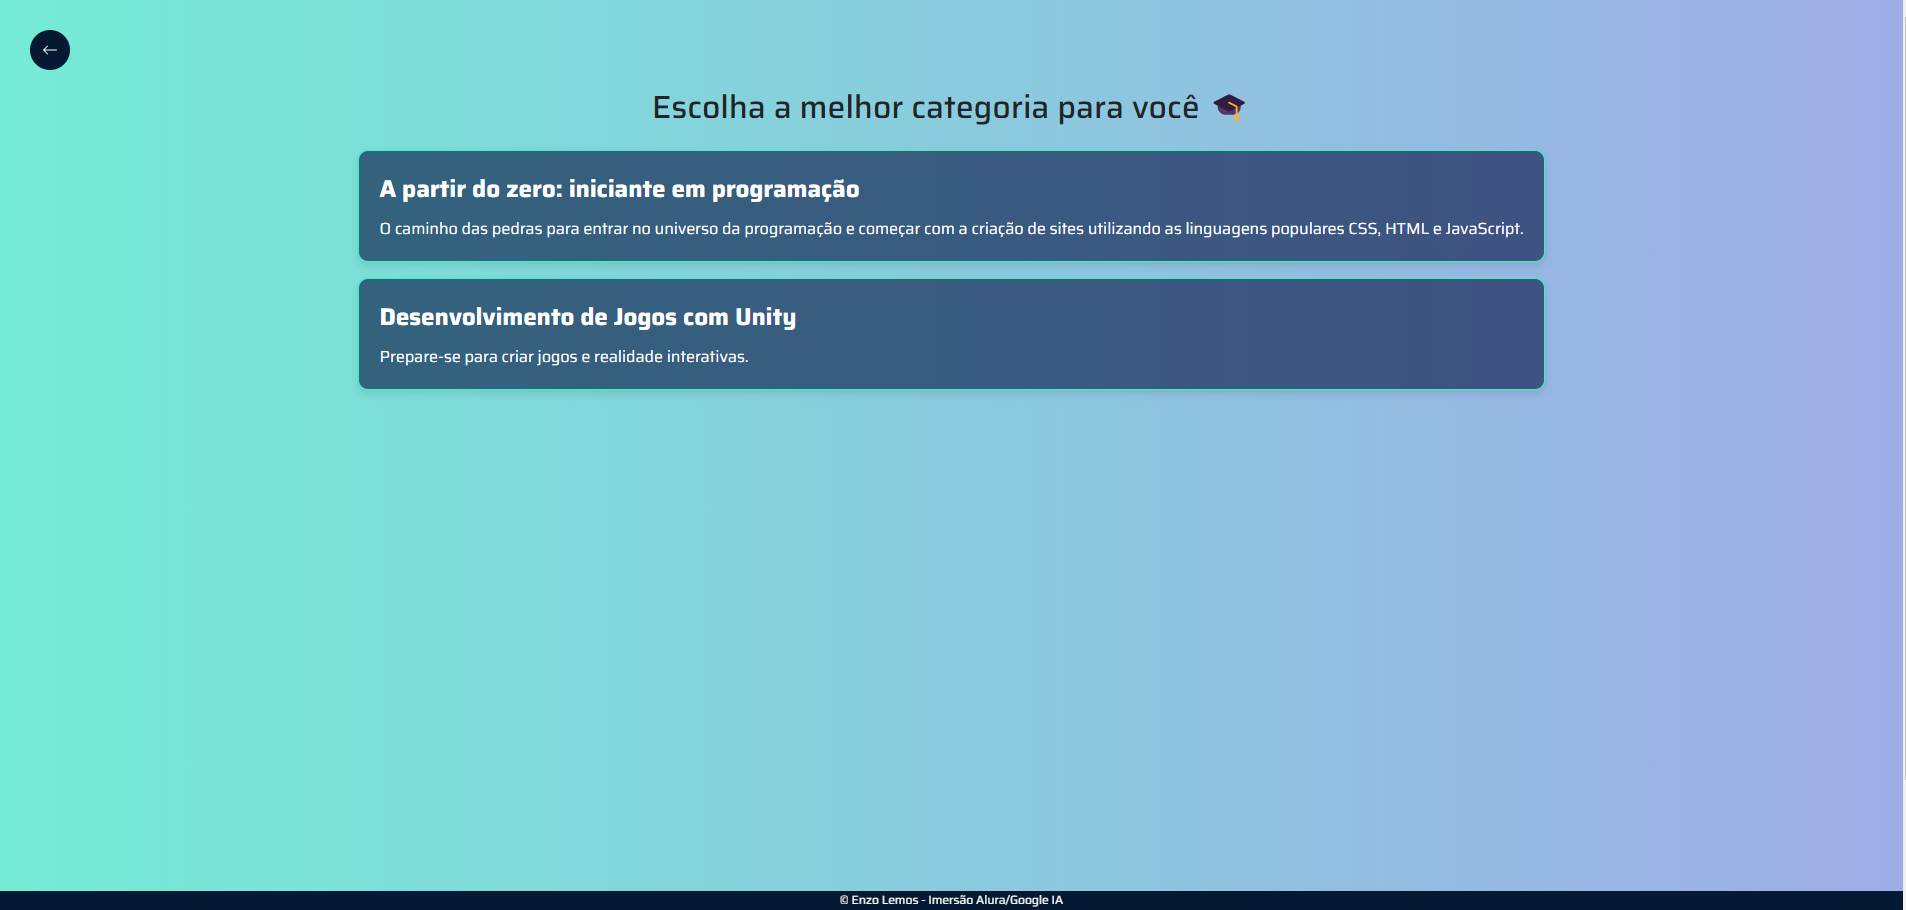 Escolha a melhor categoria para você 🎓
A partir do zero: iniciante em programação
O caminho das pedras para entrar no universo da programação e começar com a criação de sites utilizando as linguagens populares CSS, HTML e JavaScript.
Desenvolvimento de Jogos com Unity
Prepare-se para criar jogos e realidade interativas.
© Enzo Lemos - Imersão Alura/Google IA